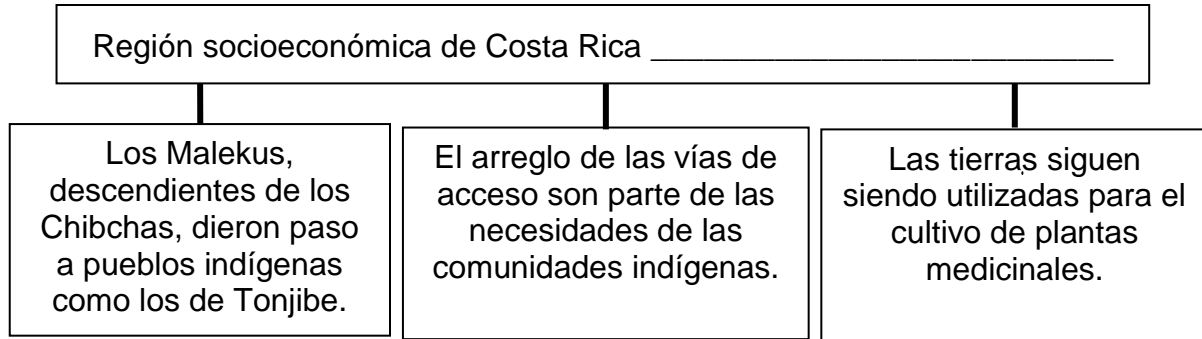 Región socioeconómica de Costa Rica __________________________
Los Malekus,
descendientes de los
Chibchas, dieron paso
a pueblos indígenas
como los de Tonjibe.
El arreglo de las vías de
acceso son parte de las
necesidades de las
comunidades indígenas.
Las tierras siguen
siendo utilizadas para el
cultivo de plantas
medicinales.